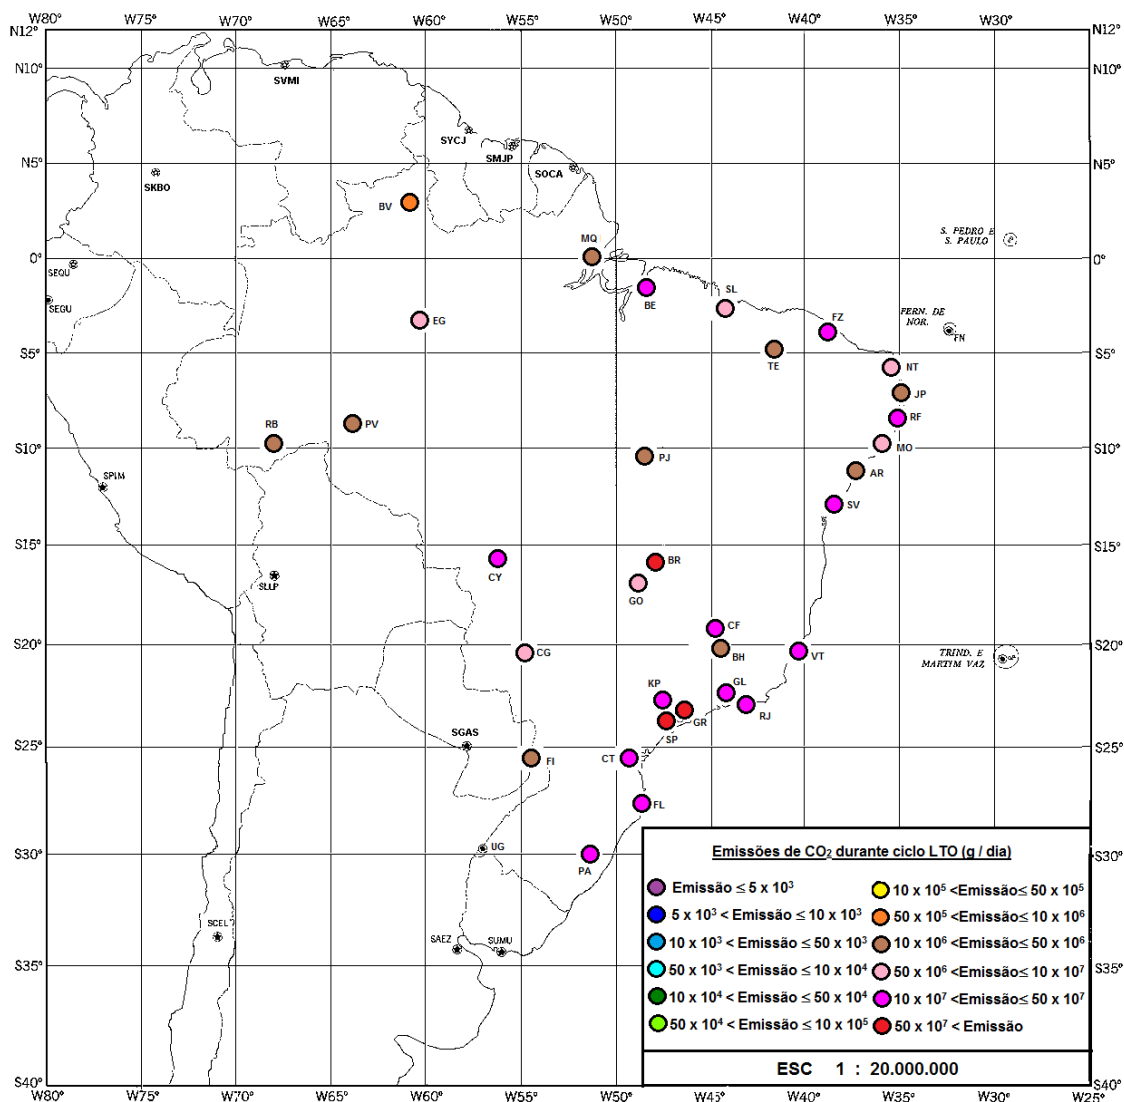 W80° W75° W70° W65° W60° W55° W50° W45° W40° W35° W30° W25°
N12° N12°
N10° N10°
SVMI
SYCJ
SMJP
SOCA
N5° N5°
SKBO
BV
S. PEDRO E
S. PAULO
MQ
0° 0°
SEQU
SEGU
BE
SL
FERN. DE
NOR.
FN
EG
FZ
S5° S5°
TE
NT
JP
RB
PV
RF
MO
S10° S10°
PJ
AR
SPIM
SV
S15° S15°
CY
BR
SLLP
GO
CF
S20° S20°
CG
BH
VT
TRIND. E
MARTYM VAZ
KP
GL
GR
RJ
SP
SGAS
S25° S25°
FI
CT
FL
UG
S30° S30°
PA
SCEL
SAEZ
SUMU
S35° S35°
S40° S40°
Emissões de CO₂ durante ciclo LTO (g / dia)
Emissão ≤ 5 x 10³
5 x 10³ < Emissão ≤ 10 x 10³
10 x 10³ < Emissão ≤ 50 x 10³
50 x 10³ < Emissão ≤ 10 x 10⁴
10 x 10⁴ < Emissão ≤ 50 x 10⁴
50 x 10⁴ < Emissão ≤ 10 x 10⁵
10 x 10⁵ <Emissão≤ 50 x 10⁵
50 x 10⁵ <Emissão≤ 10 x 10⁶
10 x 10⁶ <Emissão≤ 50 x 10⁶
50 x 10⁶ <Emissão≤ 10 x 10⁷
10 x 10⁷ <Emissão≤ 50 x 10⁷
50 x 10⁷ < Emissão
ESC 1 : 20.000.000
W80° W75° W70° W65° W60° W55° W50° W45° W40° W35° W30° W25°